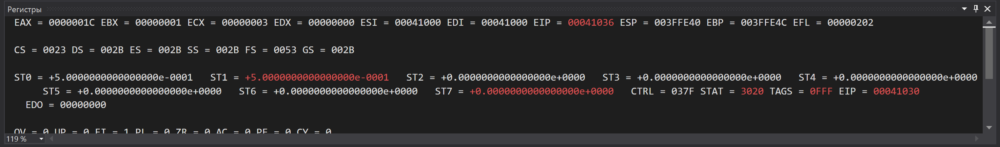 Регистры
EAX = 0000001C EBX = 00000001 ECX = 00000003 EDX = 00000000 ESI = 00041000 EDI = 00041000 EIP = 00041036 ESP = 003FFE40 EBP = 003FFE4C EFL = 00000202
CS = 0023 DS = 002B ES = 002B SS = 002B FS = 0053 GS = 002B
ST0 = +5.0000000000000000e-0001 ST1 = +5.0000000000000000e-0001 ST2 = +0.0000000000000000e+0000 ST3 = +0.0000000000000000e+0000 ST4 = +0.0000000000000000e+0000
ST5 = +0.0000000000000000e+0000 ST6 = +0.0000000000000000e+0000 ST7 = +0.0000000000000000e+0000 CTRL = 037F STAT = 3020 TAGS = 0FFF EIP = 00041030
EDO = 00000000
OV = 0 UP = 0 EI = 1 PL = 0 ZR = 0 AC = 0 PE = 0 CY = 0
119 %